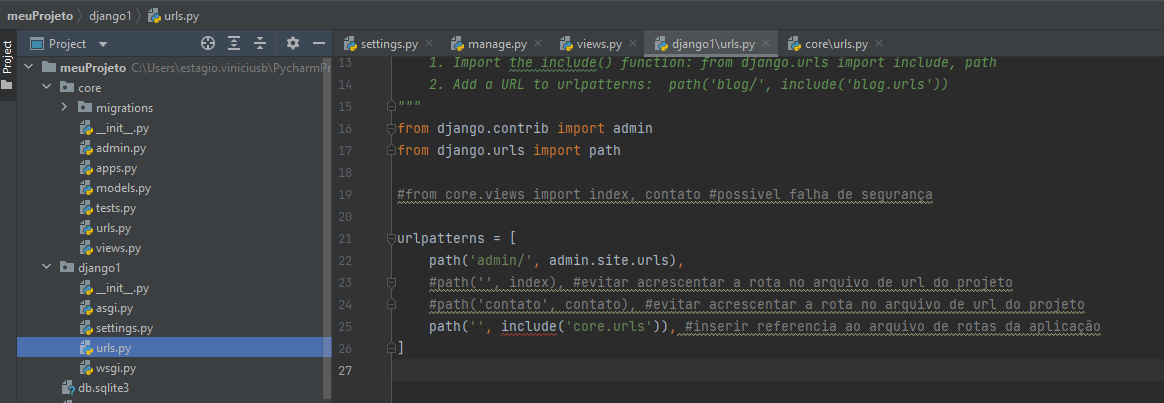 meuProjeto django1 urls.py
Project
Project
meuProjeto C:\Users\estagio.viniciusb\PycharmPr
core
migrations
__init__.py
admin.py
apps.py
models.py
tests.py
urls.py
views.py
django1
__init__.py
asgi.py
settings.py
urls.py
wsgi.py
db.sqlite3
settings.py manage.py views.py django1\urls.py core\urls.py
13 1. Import the include() function: from django.urls import include, path
14 2. Add a URL to urlpatterns:  path('blog/', include('blog.urls'))
15 """
16 from django.contrib import admin
17 from django.urls import path
18
19 #from core.views import index, contato #possivel falha de segurança
20
21 urlpatterns = [
22 path('admin/', admin.site.urls),
23 #path('', index), #evitar acrescentar a rota no arquivo de url do projeto
24 #path('contato', contato), #evitar acrescentar a rota no arquivo de url do projeto
25 path('', include('core.urls')), #inserir referencia ao arquivo de rotas da aplicação
26 ]
27